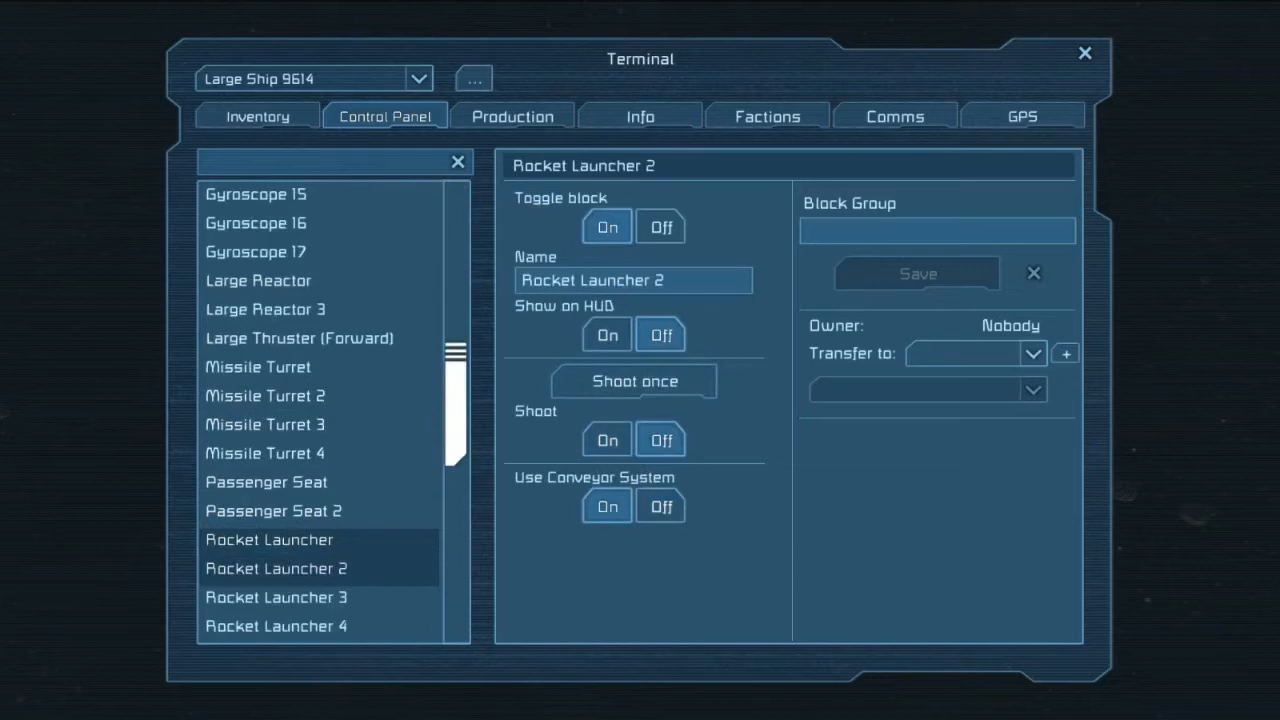 Terminal
Large Ship 9614
...
Inventory
Control Panel
Production
Info
Factions
Comms
GPS
Gyroscope 15
Gyroscope 16
Gyroscope 17
Large Reactor
Large Reactor 3
Large Thruster (Forward)
Missile Turret
Missile Turret 2
Missile Turret 3
Missile Turret 4
Passenger Seat
Passenger Seat 2
Rocket Launcher
Rocket Launcher 2
Rocket Launcher 3
Rocket Launcher 4
Rocket Launcher 2
Toggle block
On Off
Name
Rocket Launcher 2
Show on HUD
On Off
Shoot once
Shoot
On Off
Use Conveyor System
On Off
Block Group
Save
Owner: Nobody
Transfer to: